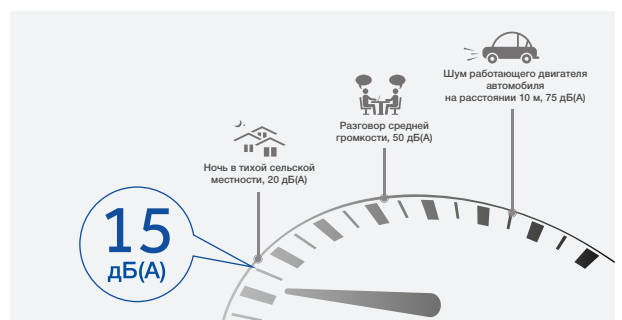 Шум работающего двигателя
автомобиля
на расстоянии 10 м, 75 дБ(А)
Разговор средней
громкости, 50 дБ(А)
Ночь в тихой сельской
местности, 20 дБ(А)
15
дБ(А)